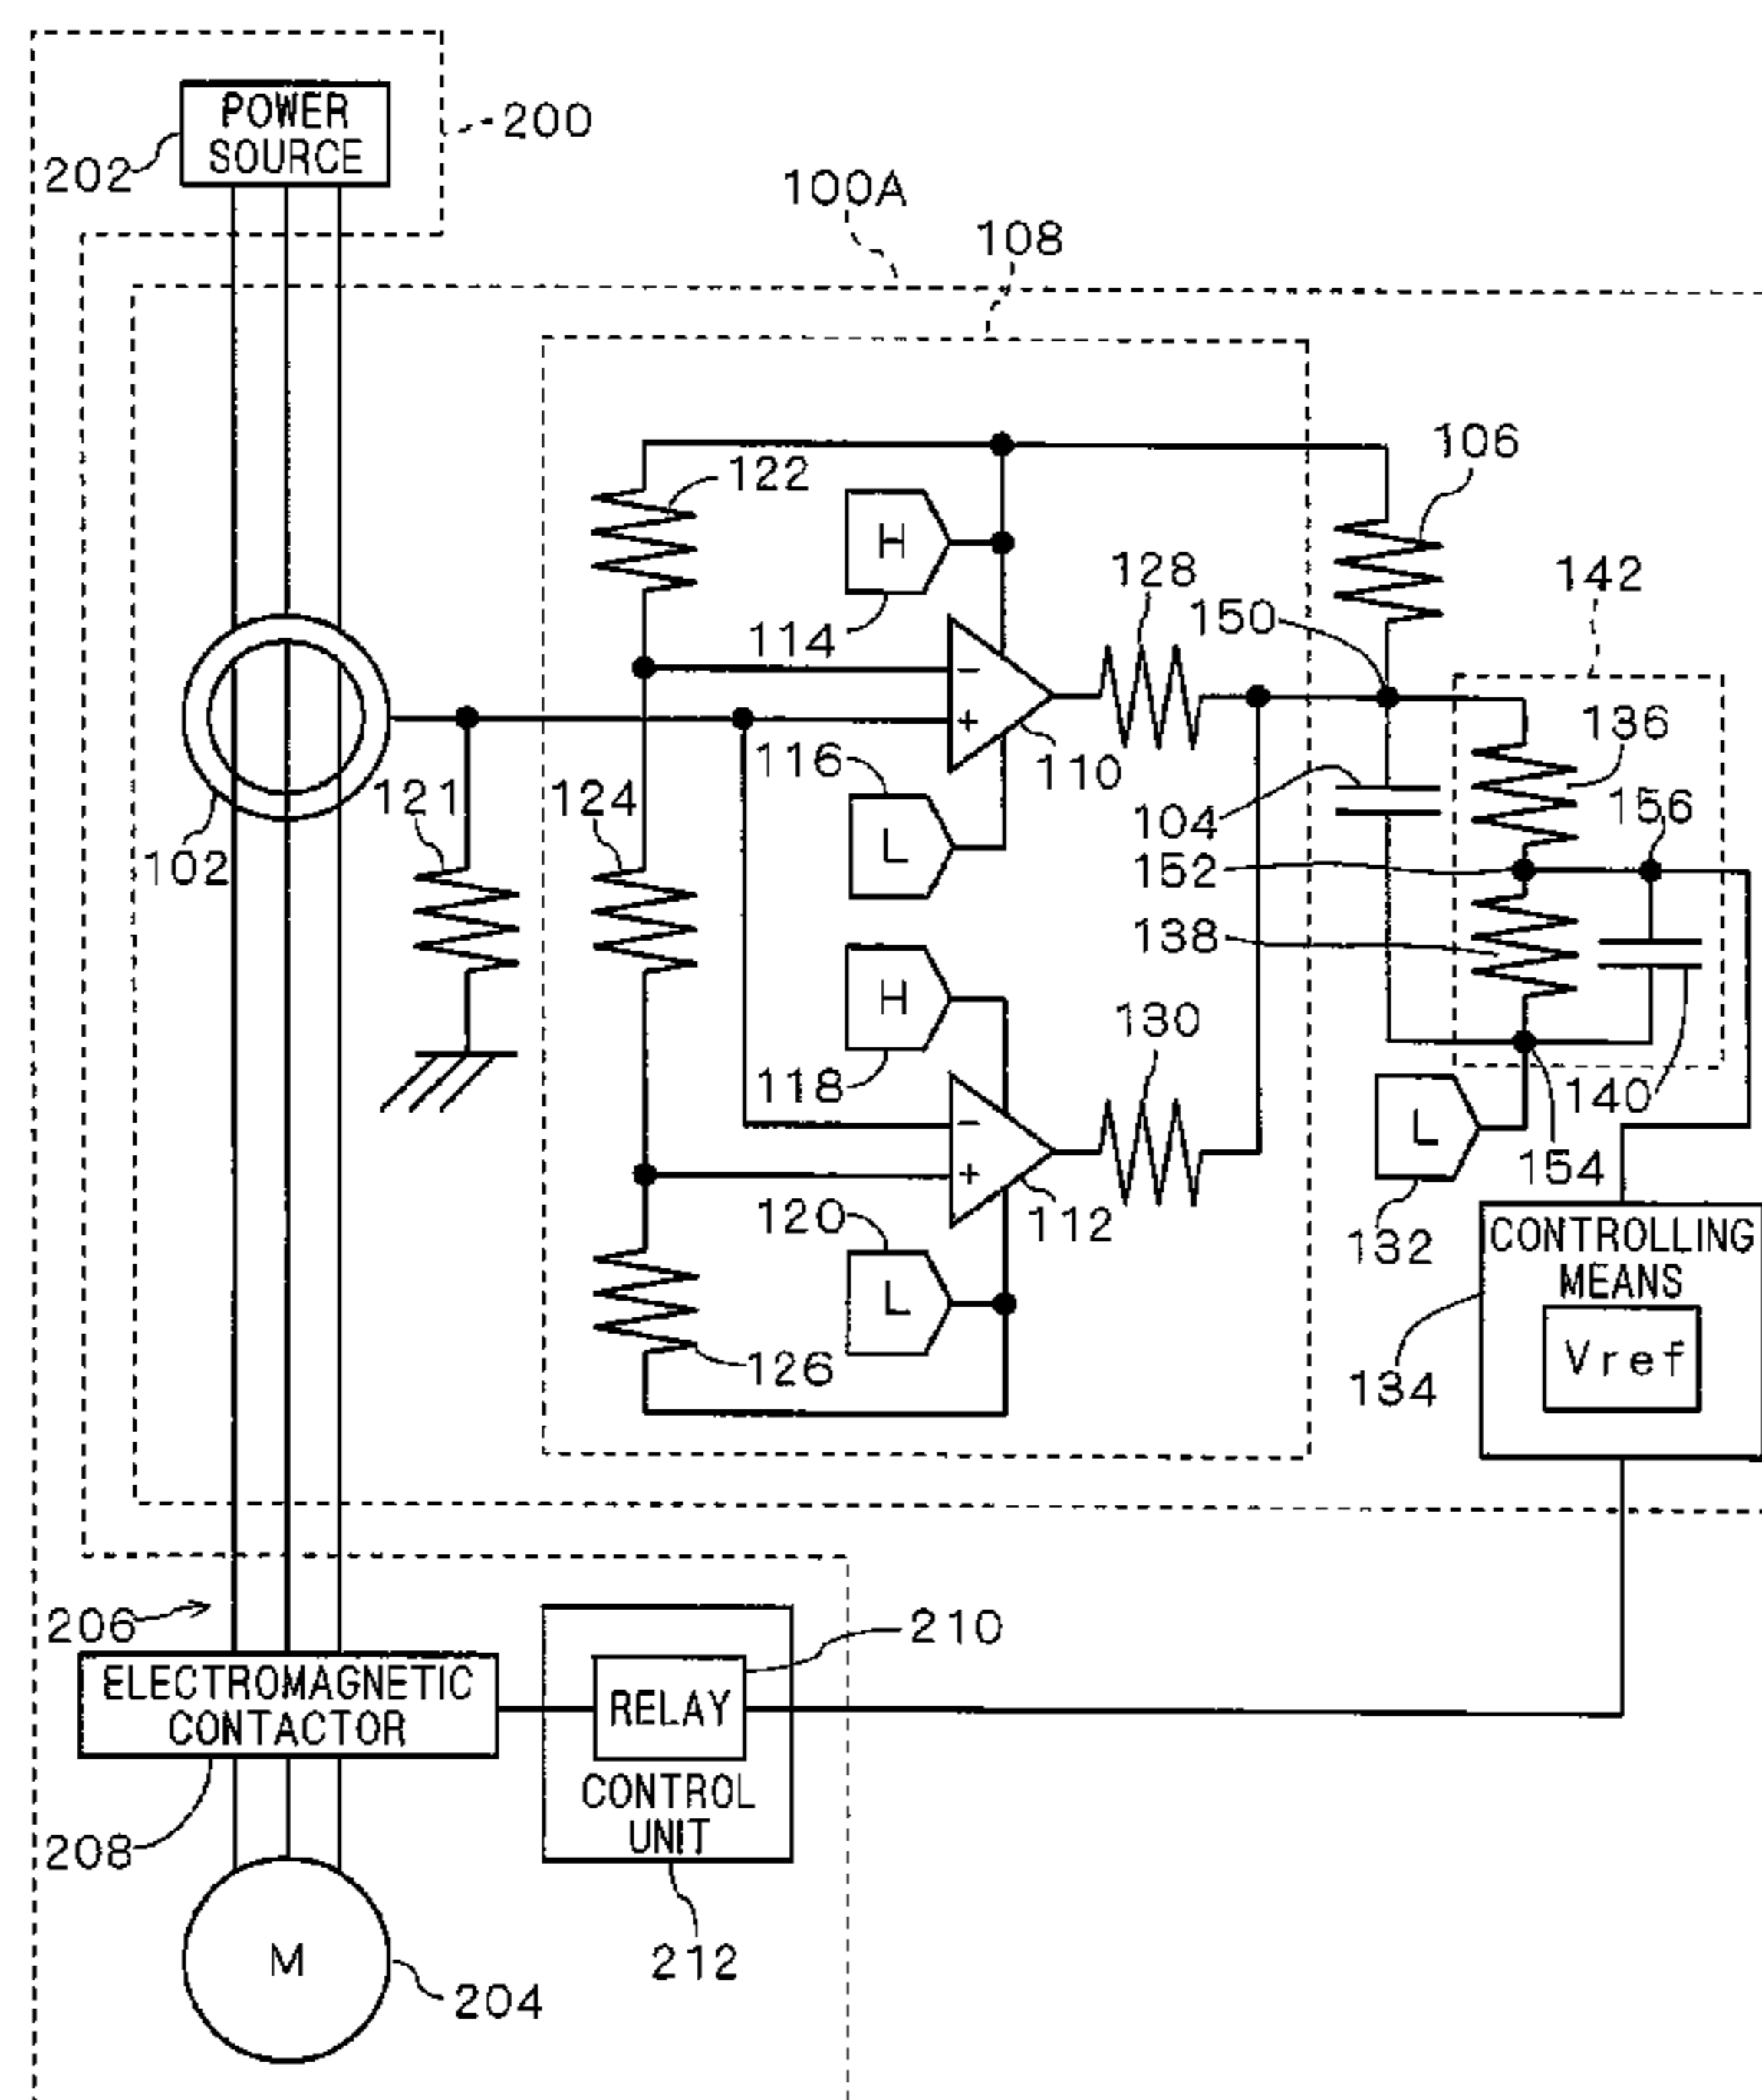 POWER
SOURCE
200
202
100A
108
106
122
H
128
142
114
150
136
116
110
121
124
104
156
102
L
152
138
H
130
118
140
L
154
120
112
132
CONTROLLING
MEANS
L
126
134
Vref
206
210
ELECTROMAGNETIC
CONTACTOR
RELAY
CONTROL
UNIT
208
212
M
204
-
+
-
+